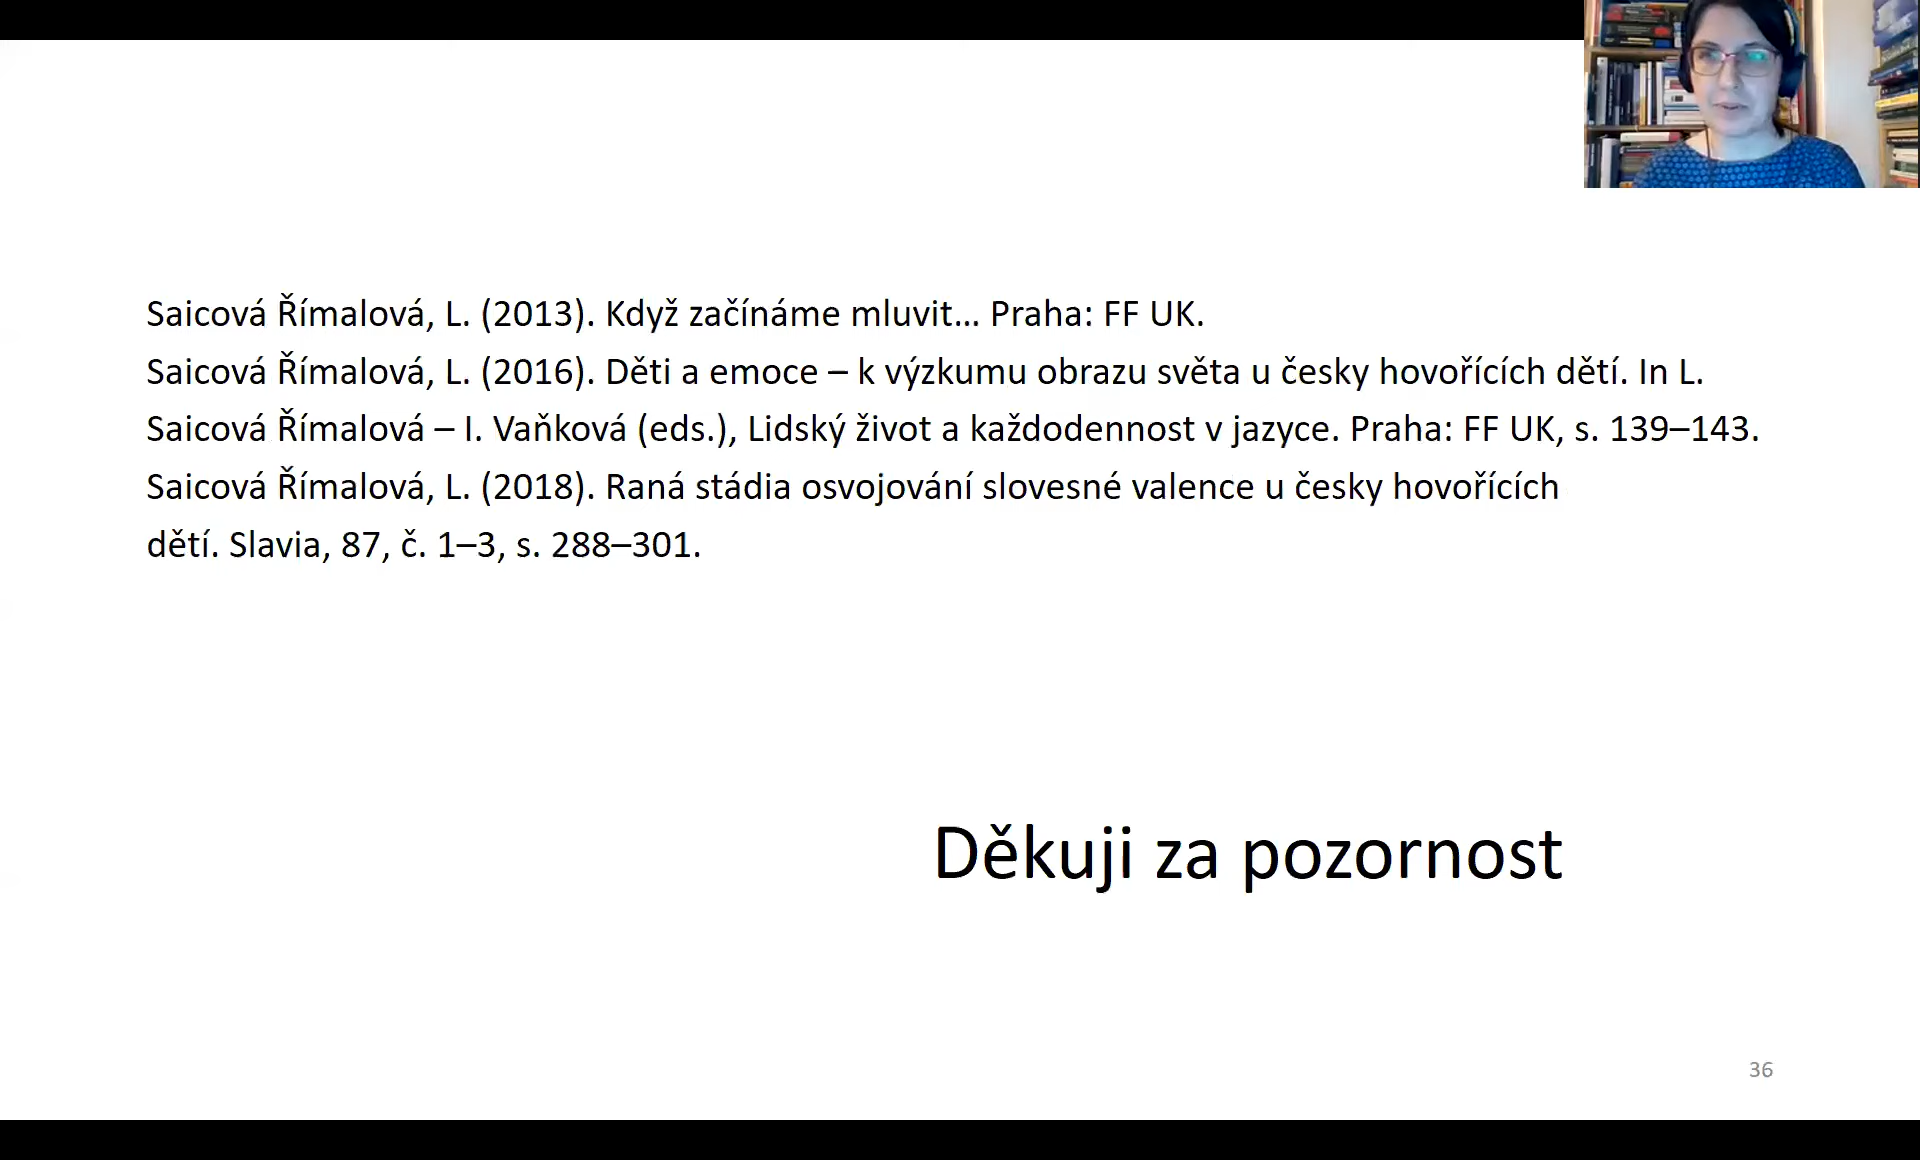 Saicová Římalová, L. (2013). Když začínáme mluvit… Praha: FF UK.
Saicová Římalová, L. (2016). Děti a emoce – k výzkumu obrazu světa u česky hovořících dětí. In L.
Saicová Římalová – I. Vaňková (eds.), Lidský život a každodennost v jazyce. Praha: FF UK, s. 139–143.
Saicová Římalová, L. (2018). Raná stádia osvojování slovesné valence u česky hovořících
dětí. Slavia, 87, č. 1–3, s. 288–301.
Děkuji za pozornost
36